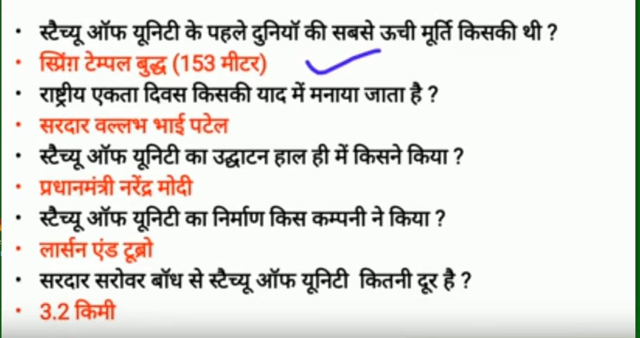 • स्टैच्यू ऑफ यूनिटी के पहले दुनियाॅ की सबसे ऊची मूर्ति किसकी थी ?
• स्प्रिंग़ टेम्पल बुद्ध (153 मीटर)
• राष्ट्रीय एकता दिवस किसकी याद में मनाया जाता है ?
• सरदार वल्लभ भाई पटेल
• स्टैच्यू ऑफ यूनिटी का उद्घाटन हाल ही में किसने किया ?
• प्रधानमंत्री नरेंद्र मोदी
• स्टैच्यू ऑफ यूनिटी का निर्माण किस कम्पनी ने किया ?
• लार्सन एंड टूब्रो
• सरदार सरोवर बॉध से स्टैच्यू ऑफ यूनिटी कितनी दूर है ?
• 3.2 किमी